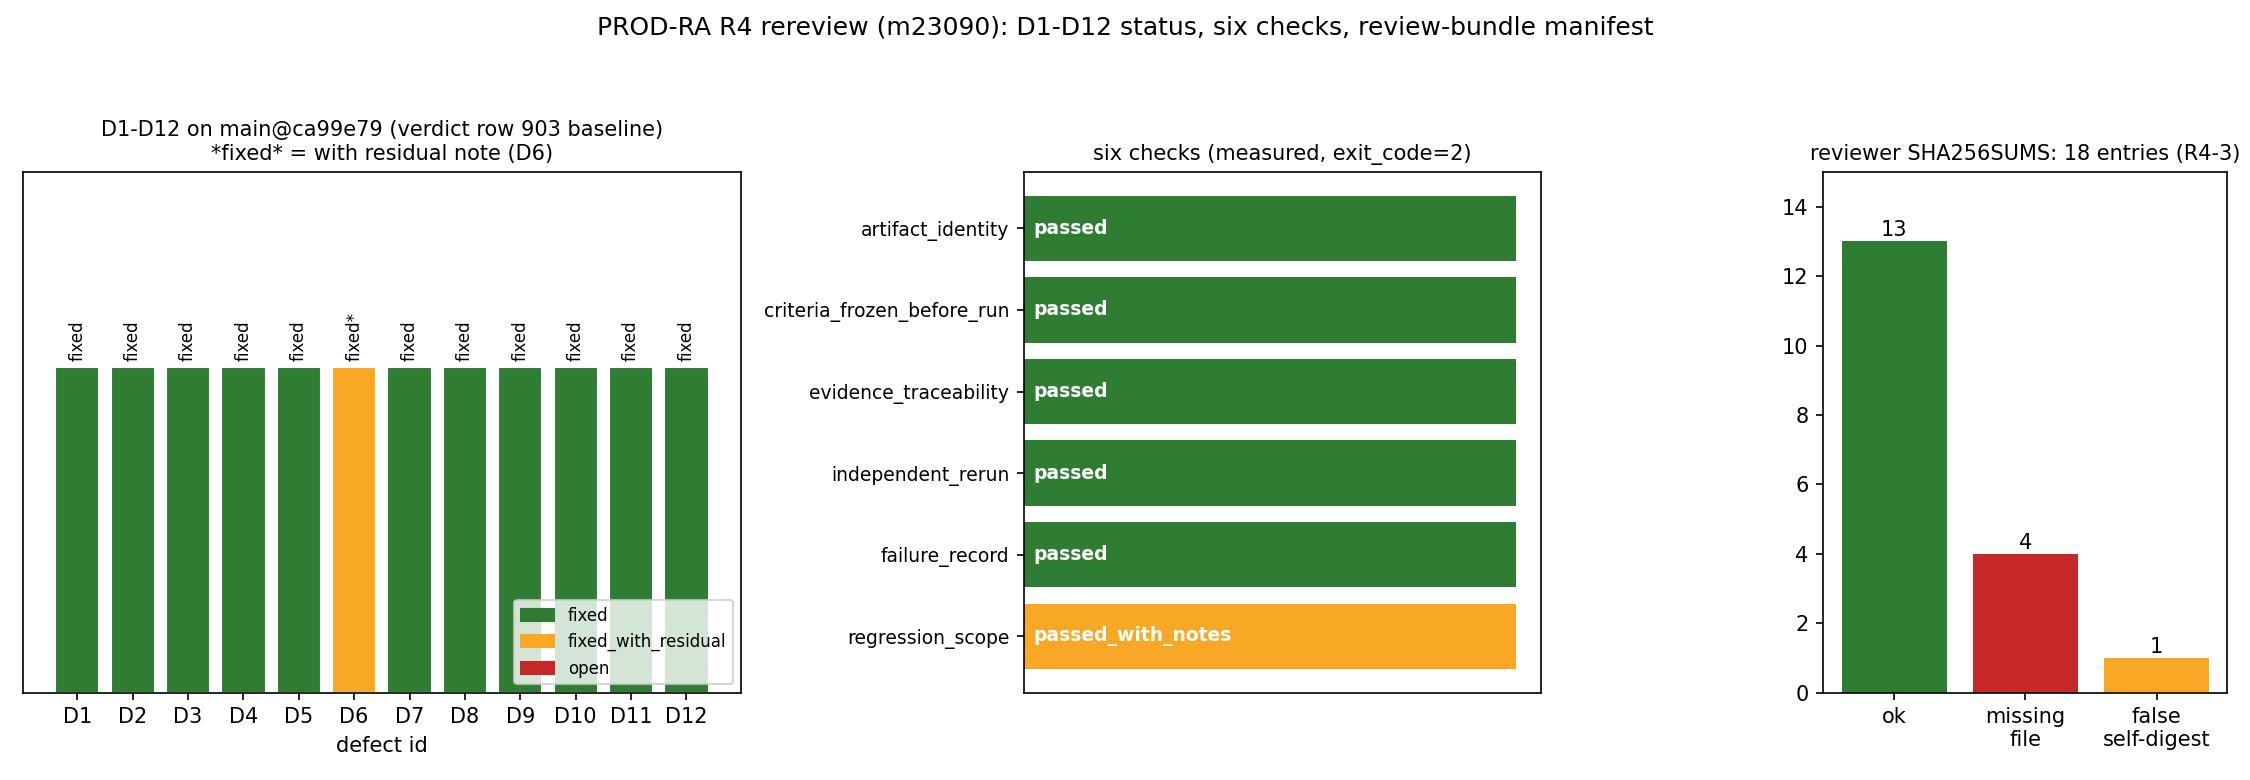 PROD-RA R4 rereview (m23090): D1-D12 status, six checks, review-bundle manifest
D1-D12 on main@ca99e79 (verdict row 903 baseline)
*fixed* = with residual note (D6)
fixed
fixed
fixed
fixed
fixed
fixed*
fixed
fixed
fixed
fixed
fixed
fixed
fixed
fixed_with_residual
open
D1 D2 D3 D4 D5 D6 D7 D8 D9 D10 D11 D12
defect id
six checks (measured, exit_code=2)
artifact_identity passed
criteria_frozen_before_run passed
evidence_traceability passed
independent_rerun passed
failure_record passed
regression_scope passed_with_notes
reviewer SHA256SUMS: 18 entries (R4-3)
14
12
10
8
6
4
2
0
13
4
1
ok
missing
file
false
self-digest